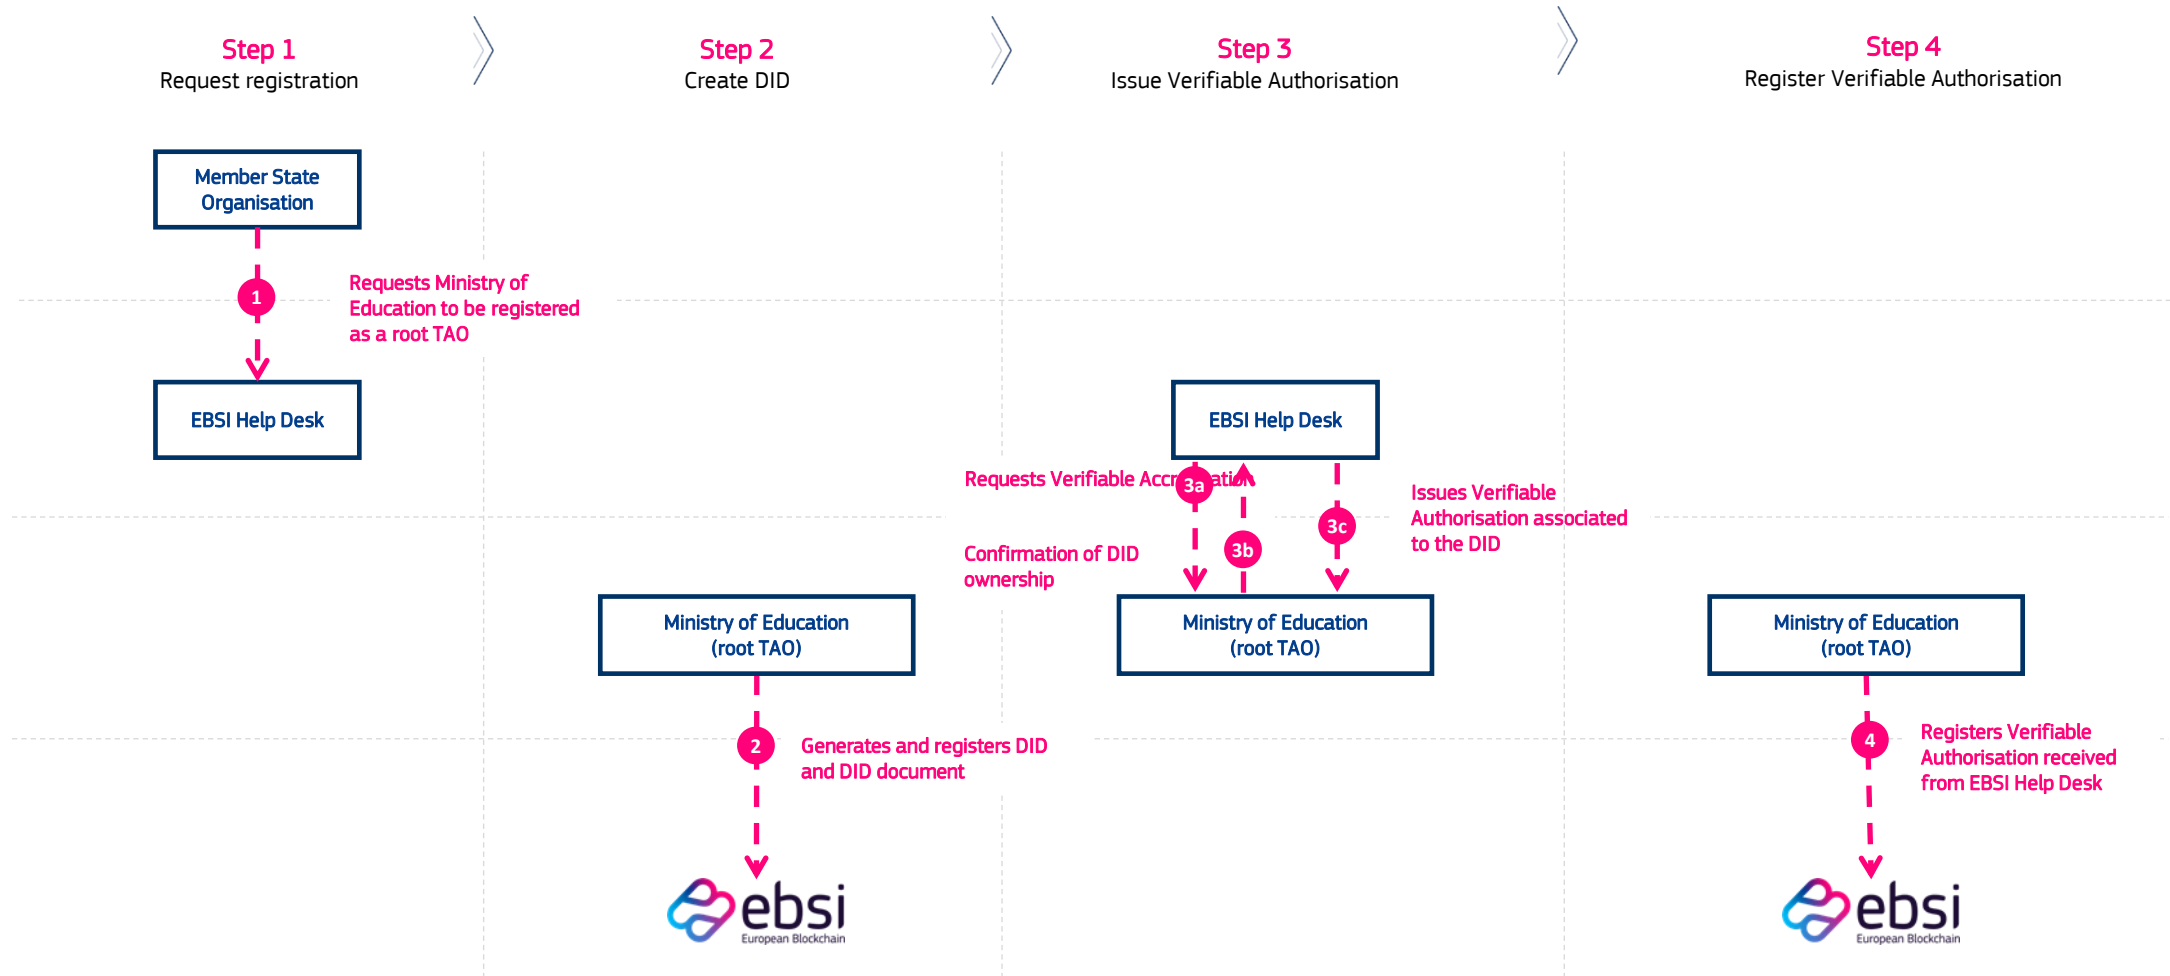 Step 1
Request registration
Step 2
Create DID
Step 3
Issue Verifiable Authorisation
Step 4
Register Verifiable Authorisation
Member State
Organisation
1
Requests Ministry of
Education to be registered
as a root TAO
EBSI Help Desk
Ministry of Education
(root TAO)
2
Generates and registers DID
and DID document
ebsi
European Blockchain
EBSI Help Desk
Requests Verifiable
3a
Confirmation of DID
ownership
3b
3c
Issues Verifiable
Authorisation associated
to the DID
Ministry of Education
(root TAO)
Ministry of Education
(root TAO)
4
Registers Verifiable
Authorisation received
from EBSI Help Desk
ebsi
European Blockchain